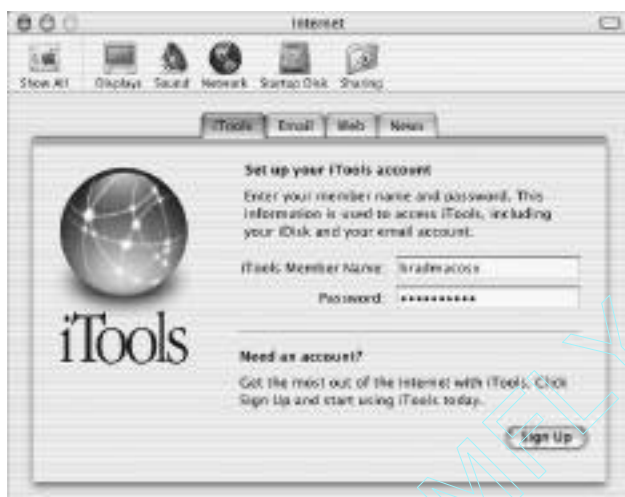 Internet
Show All Displays Sound Network Startup Disk Sharing
iTools Email Web News
Set up your iTools account
Enter your member name and password. This
information is used to access iTools, including
your iDisk and your email account.
iTools Member Name: bradmacosx
Password: ••••••••••
iTools
Need an account?
Get the most out of the Internet with iTools. Click
Sign Up and start using iTools today.
Sign Up